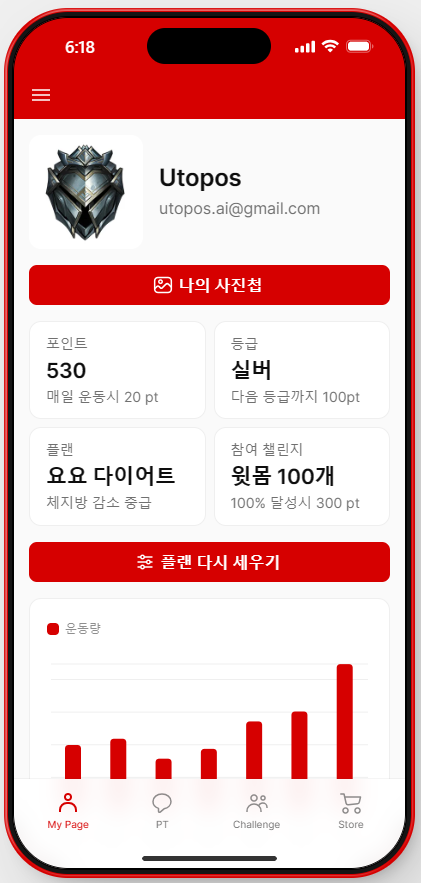 6:18
Utopos
utopos.ai@gmail.com
나의 사진첩
포인트
530
매일 운동시 20 pt
등급
실버
다음 등급까지 100pt
플랜
요요 다이어트
체지방 감소 중급
참여 챌린지
윗몸 100개
100% 달성시 300 pt
플랜 다시 세우기
운동량
My Page
PT
Challenge
Store